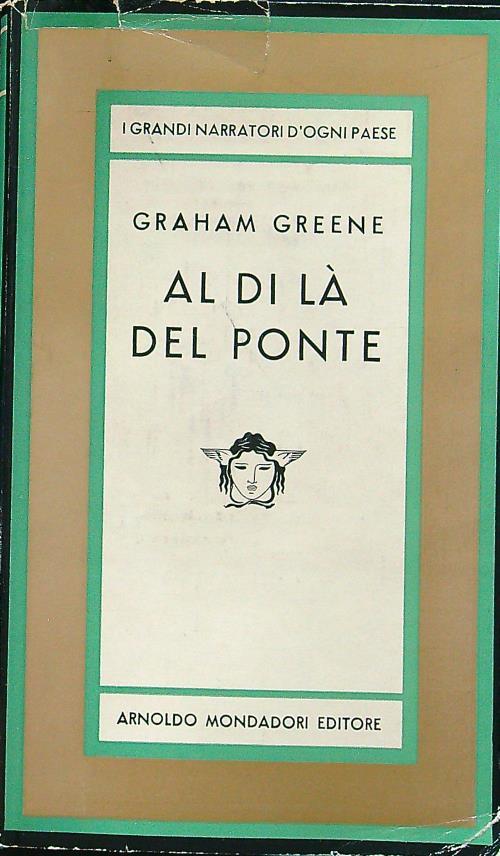 I GRANDI NARRATORI D'OGNI PAESE
GRAHAM GREENE
AL DI LÀ
DEL PONTE
ARNOLDO MONDADORI EDITORE